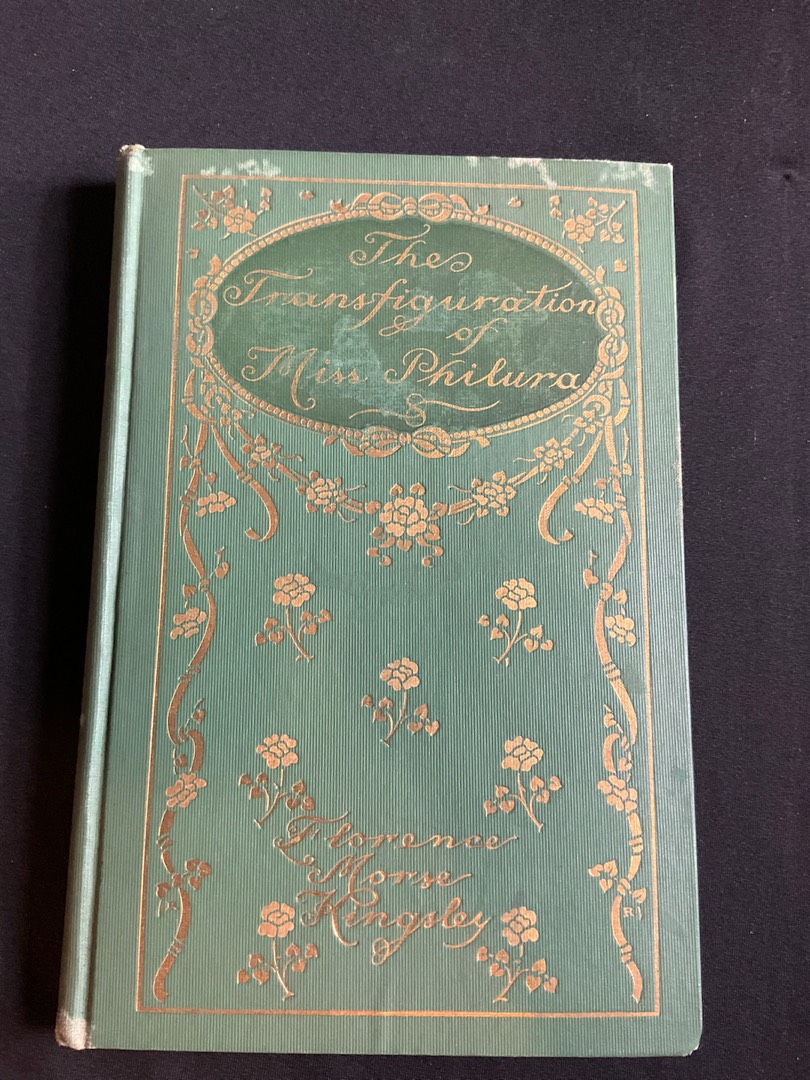 The
Transfiguration
of
Miss Philura
Florence
Morse
Kingsley